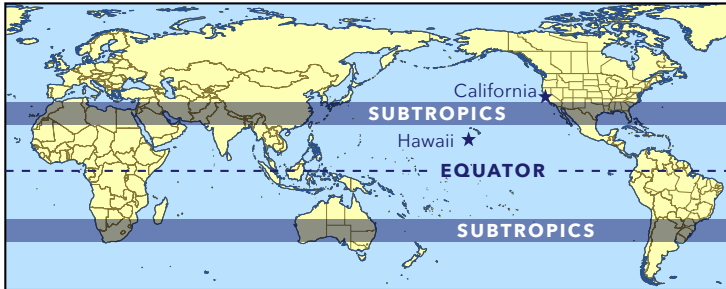 California
SUBTROPICS
Hawaii
EQUATOR
SUBTROPICS